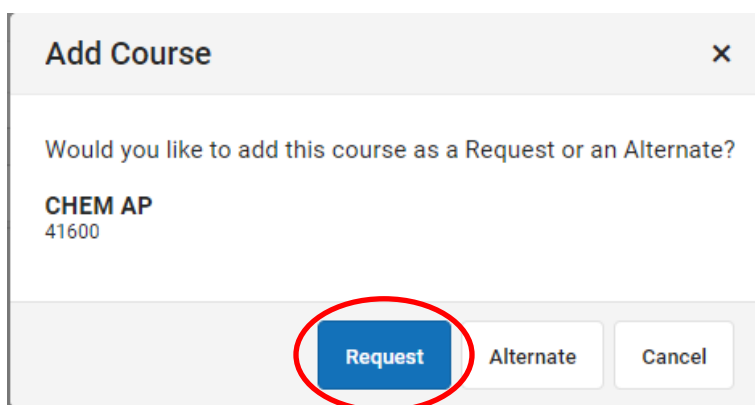 Add Course
Would you like to add this course as a Request or an Alternate?
CHEM AP
41600
Request Alternate Cancel